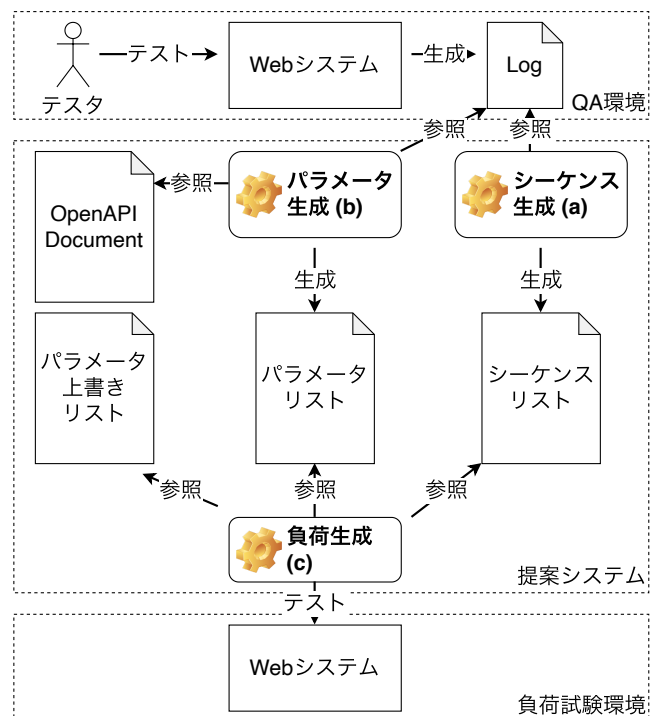 テスト
Webシステム
生成
Log
テスタ
QA環境
参照
参照
OpenAPI
Document
参照
パラメータ
生成 (b)
シーケンス
生成 (a)
生成
生成
パラメータ
上書き
リスト
パラメータ
リスト
シーケンス
リスト
参照
参照
参照
負荷生成
(c)
提案システム
テスト
Webシステム
負荷試験環境